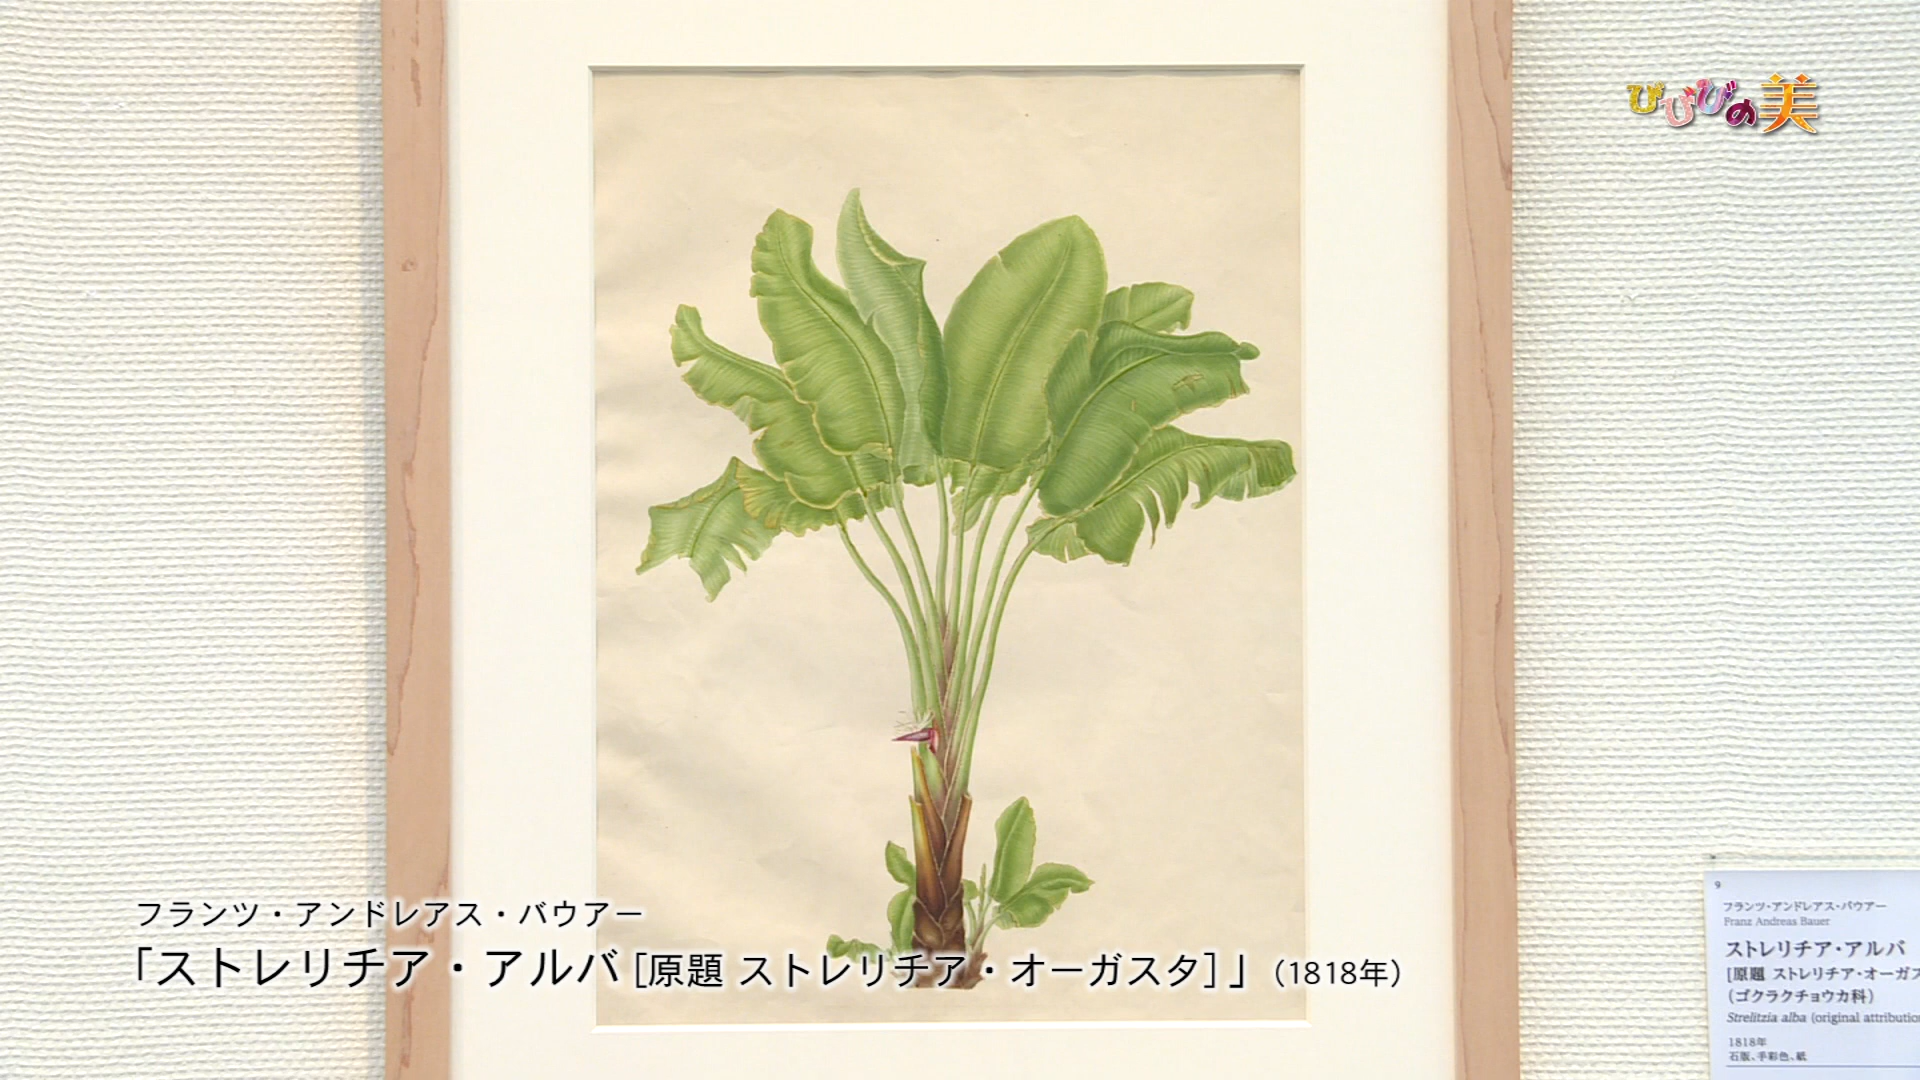 びびびの美
フランツ・アンドレアス・バウアー
「ストレリチア・アルバ[原題 ストレリチア・オーガスタ]」(1818年)
9
フランツ・アンドレアス・バウアー
Franz Andreas Bauer
ストレリチア・アルバ
[原題 ストレリチア・オーガス
(ゴクラクチョウカ科)
Strelitzia alba (original attribution
1818年
石版、手彩色、紙